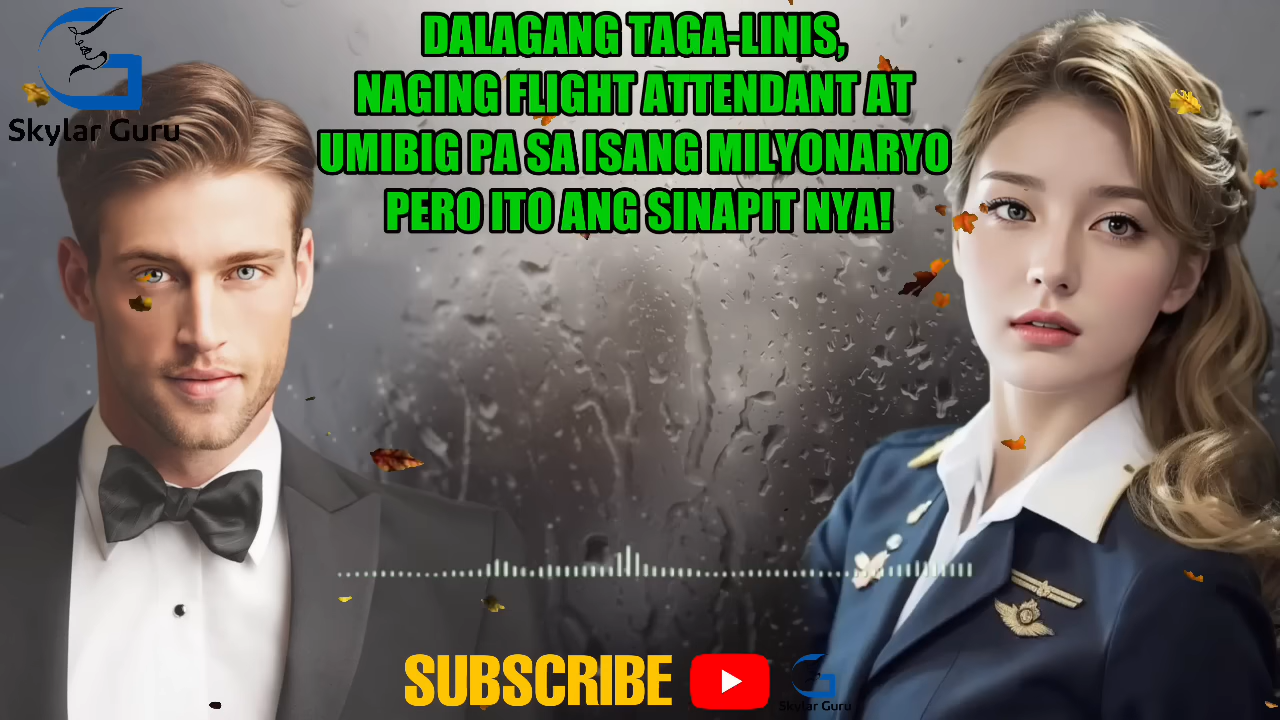 Skylar Guru
DALAGANG TAGA-LINIS,
NAGING FLIGHT ATTENDANT AT
UMIBIG PA SA ISANG MILYONARYO
PERO ITO ANG SINAPIT NYA!
SUBSCRIBE
Skylar Guru